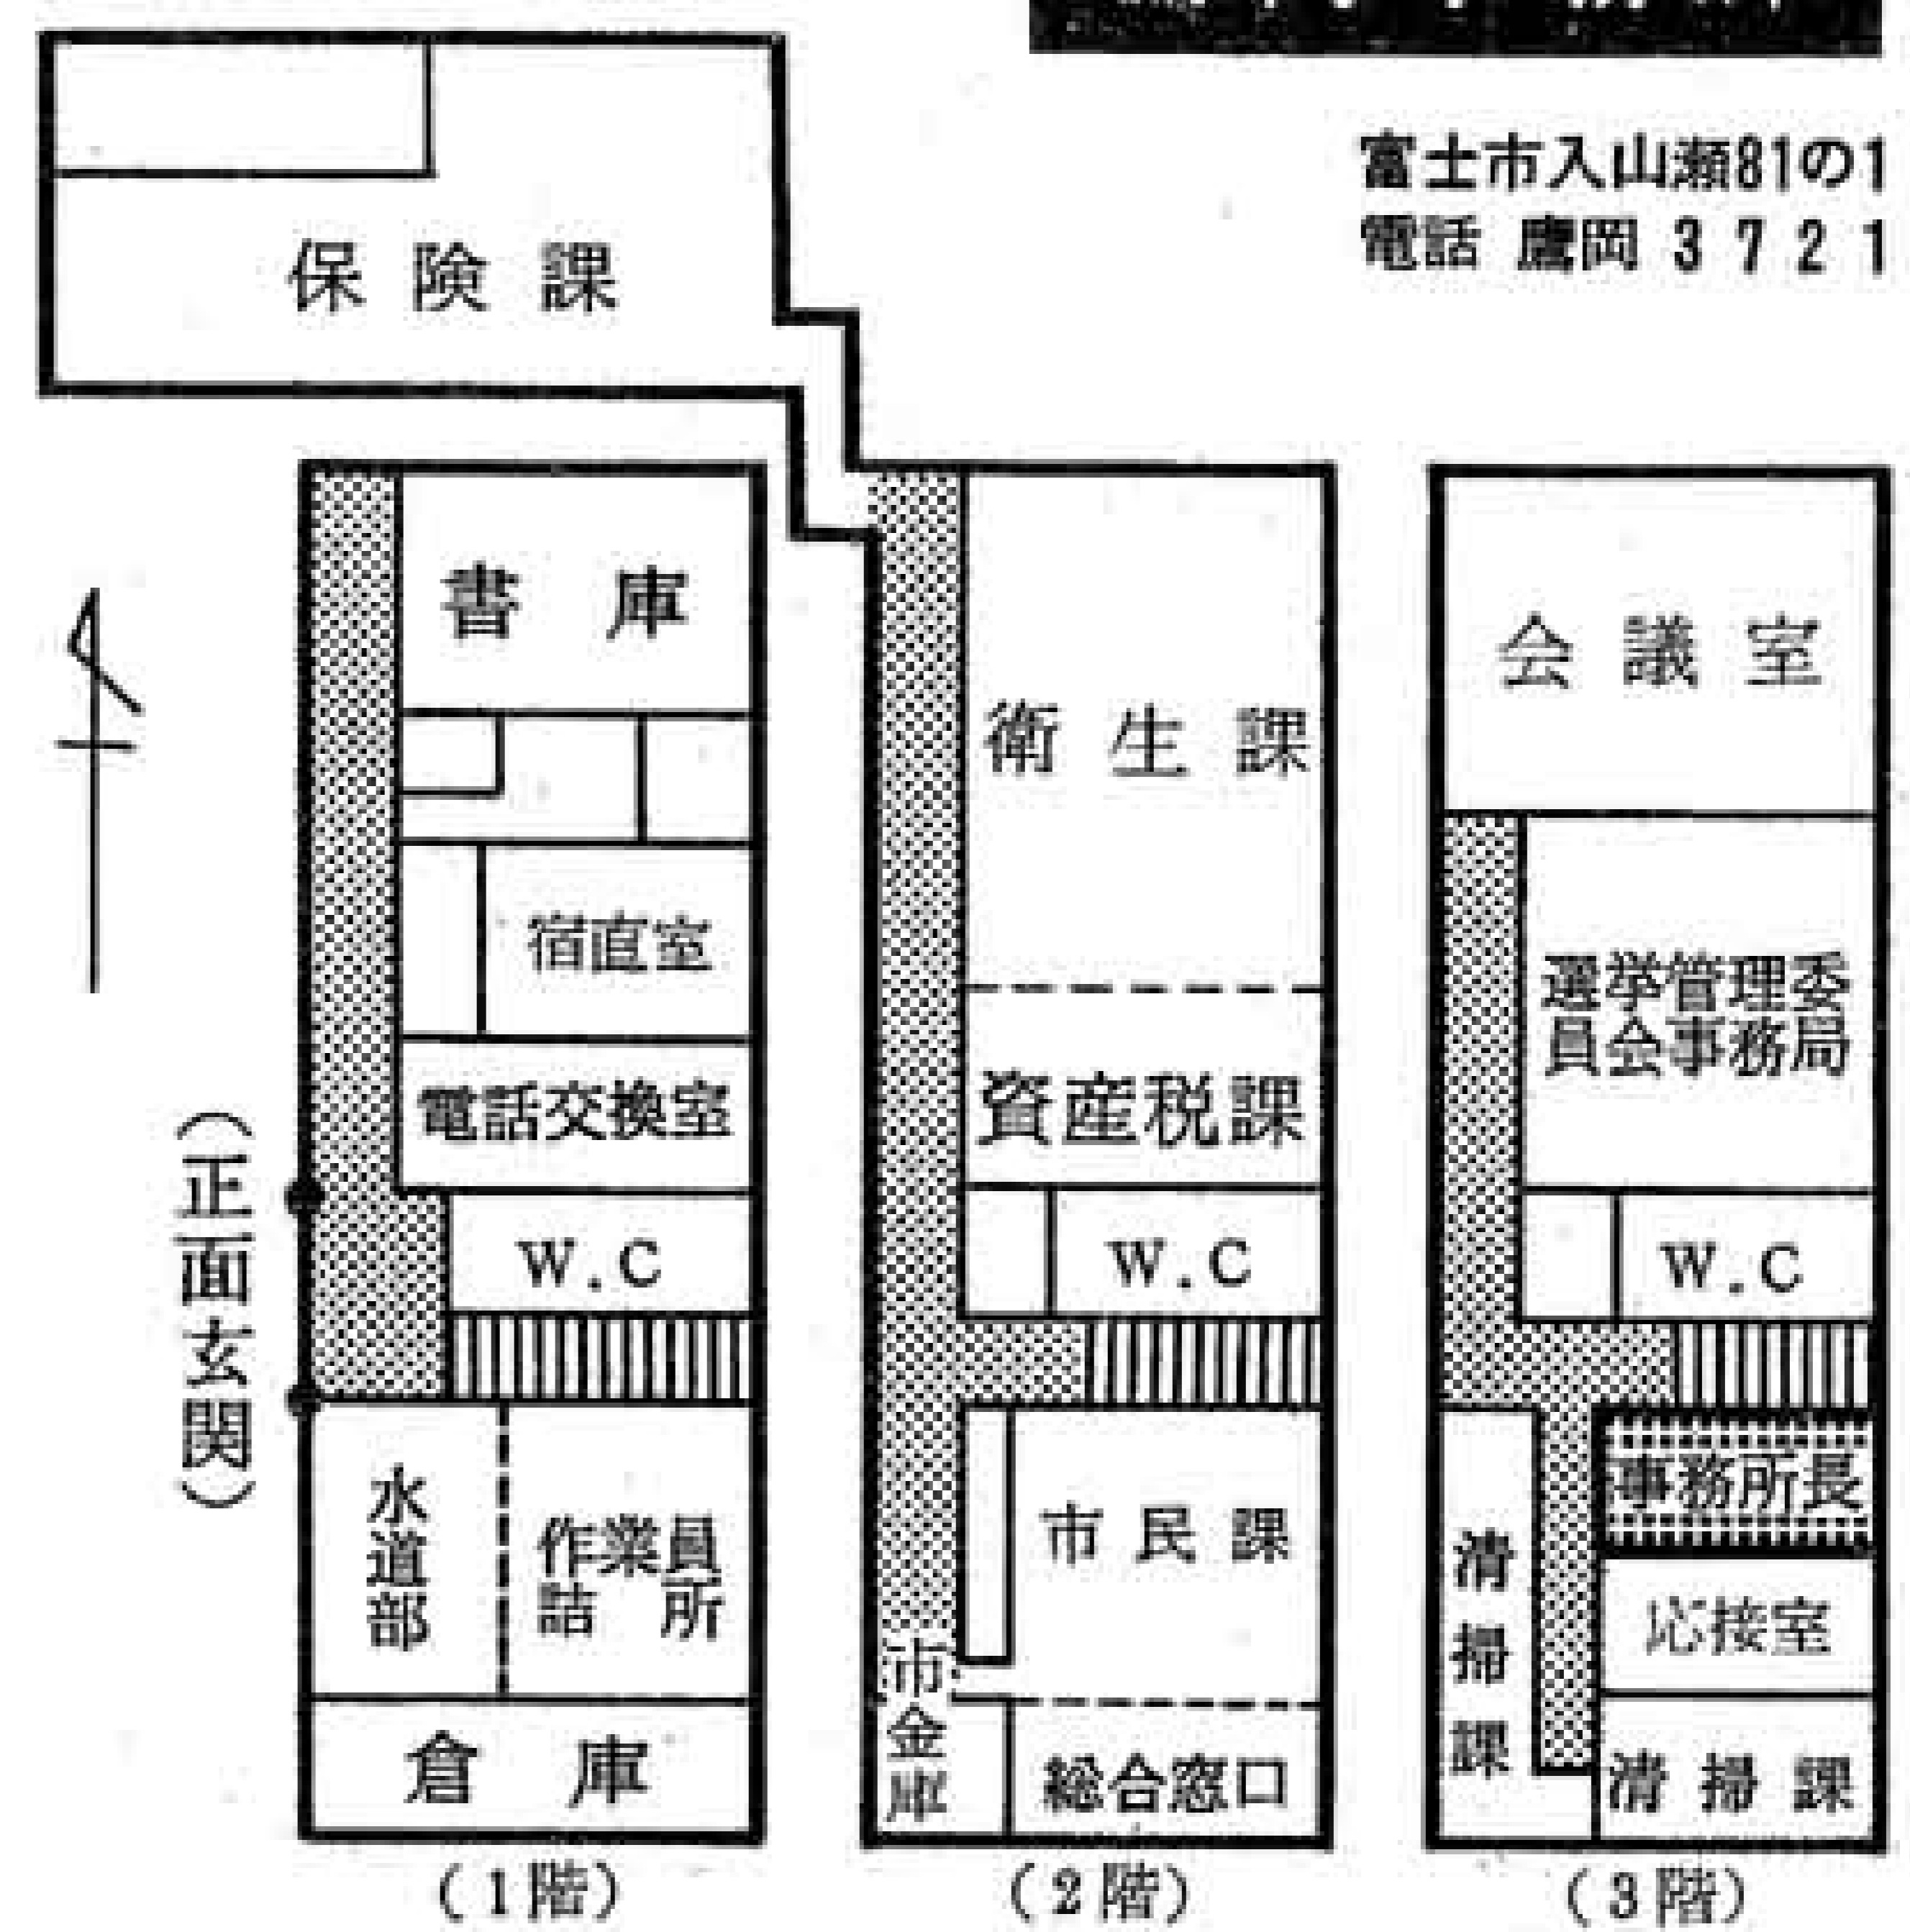 富士市入山瀬81の1
電話 鷹岡 3721
保険課
書庫
宿直室
電話交換室
W.C
(正面玄関)
水道部
作業員
詰所
倉庫
(1階)
衛生課
資産税課
W.C
市民課
市金庫
総合窓口
(2階)
会議室
選挙管理委
員会事務局
W.C
事務所長
清掃課
応接室
清掃課
(3階)